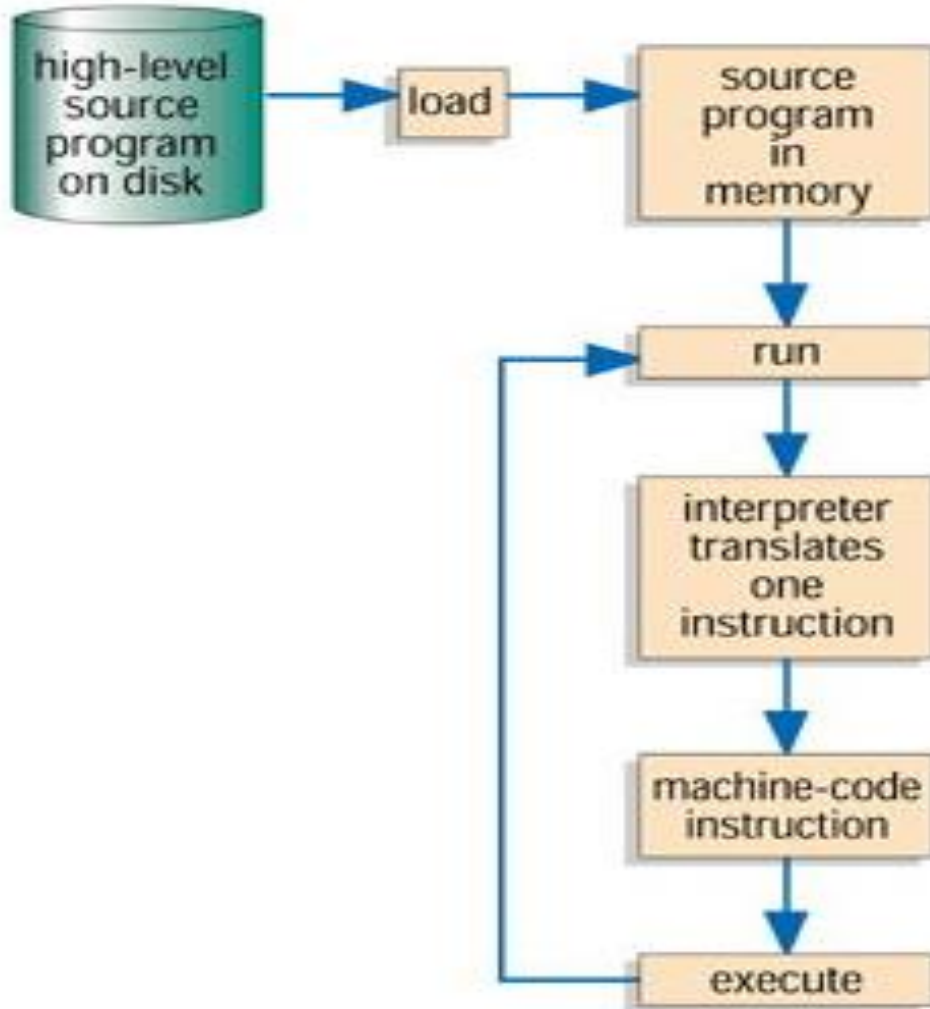 high-level
source
program
on disk
load
source
program
in
memory
run
interpreter
translates
one
instruction
machine-code
instruction
execute